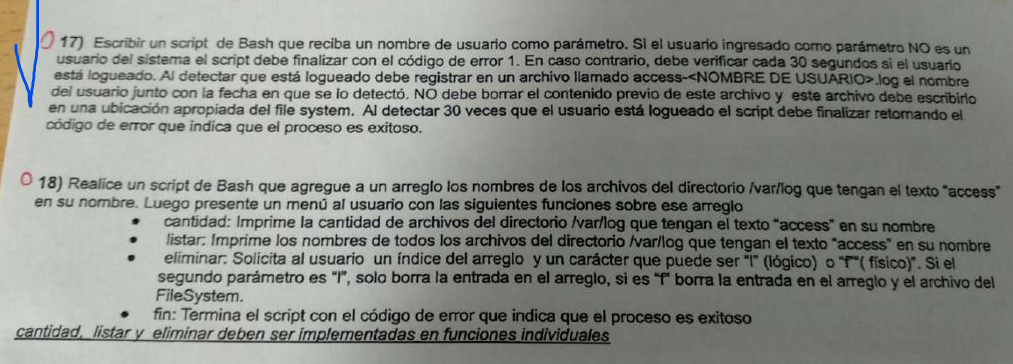 17) Escribir un script de Bash que reciba un nombre de usuario como parámetro. Si el usuario ingresado como parámetro NO es un
usuario del sistema el script debe finalizar con el código de error 1. En caso contrario, debe verificar cada 30 segundos si el usuario
está logueado. Al detectar que está logueado debe registrar en un archivo llamado access-<NOMBRE DE USUARIO>.log el nombre
del usuario junto con la fecha en que se lo detectó. NO debe borrar el contenido previo de este archivo y este archivo debe escribirlo
en una ubicación apropiada del file system. Al detectar 30 veces que el usuario está logueado el script debe finalizar retornando el
código de error que indica que el proceso es exitoso.
18) Realice un script de Bash que agregue a un arreglo los nombres de los archivos del directorio /var/log que tengan el texto "access"
en su nombre. Luego presente un menú al usuario con las siguientes funciones sobre ese arreglo
• cantidad: Imprime la cantidad de archivos del directorio /var/log que tengan el texto "access" en su nombre
• listar: Imprime los nombres de todos los archivos del directorio /var/log que tengan el texto "access" en su nombre
• eliminar: Solicita al usuario un índice del arreglo y un carácter que puede ser "l" (lógico) o "f"( físico)". Si el
segundo parámetro es "l", solo borra la entrada en el arreglo, si es "f" borra la entrada en el arreglo y el archivo del
FileSystem.
• fin: Termina el script con el código de error que indica que el proceso es exitoso
cantidad, listar y eliminar deben ser implementadas en funciones individuales